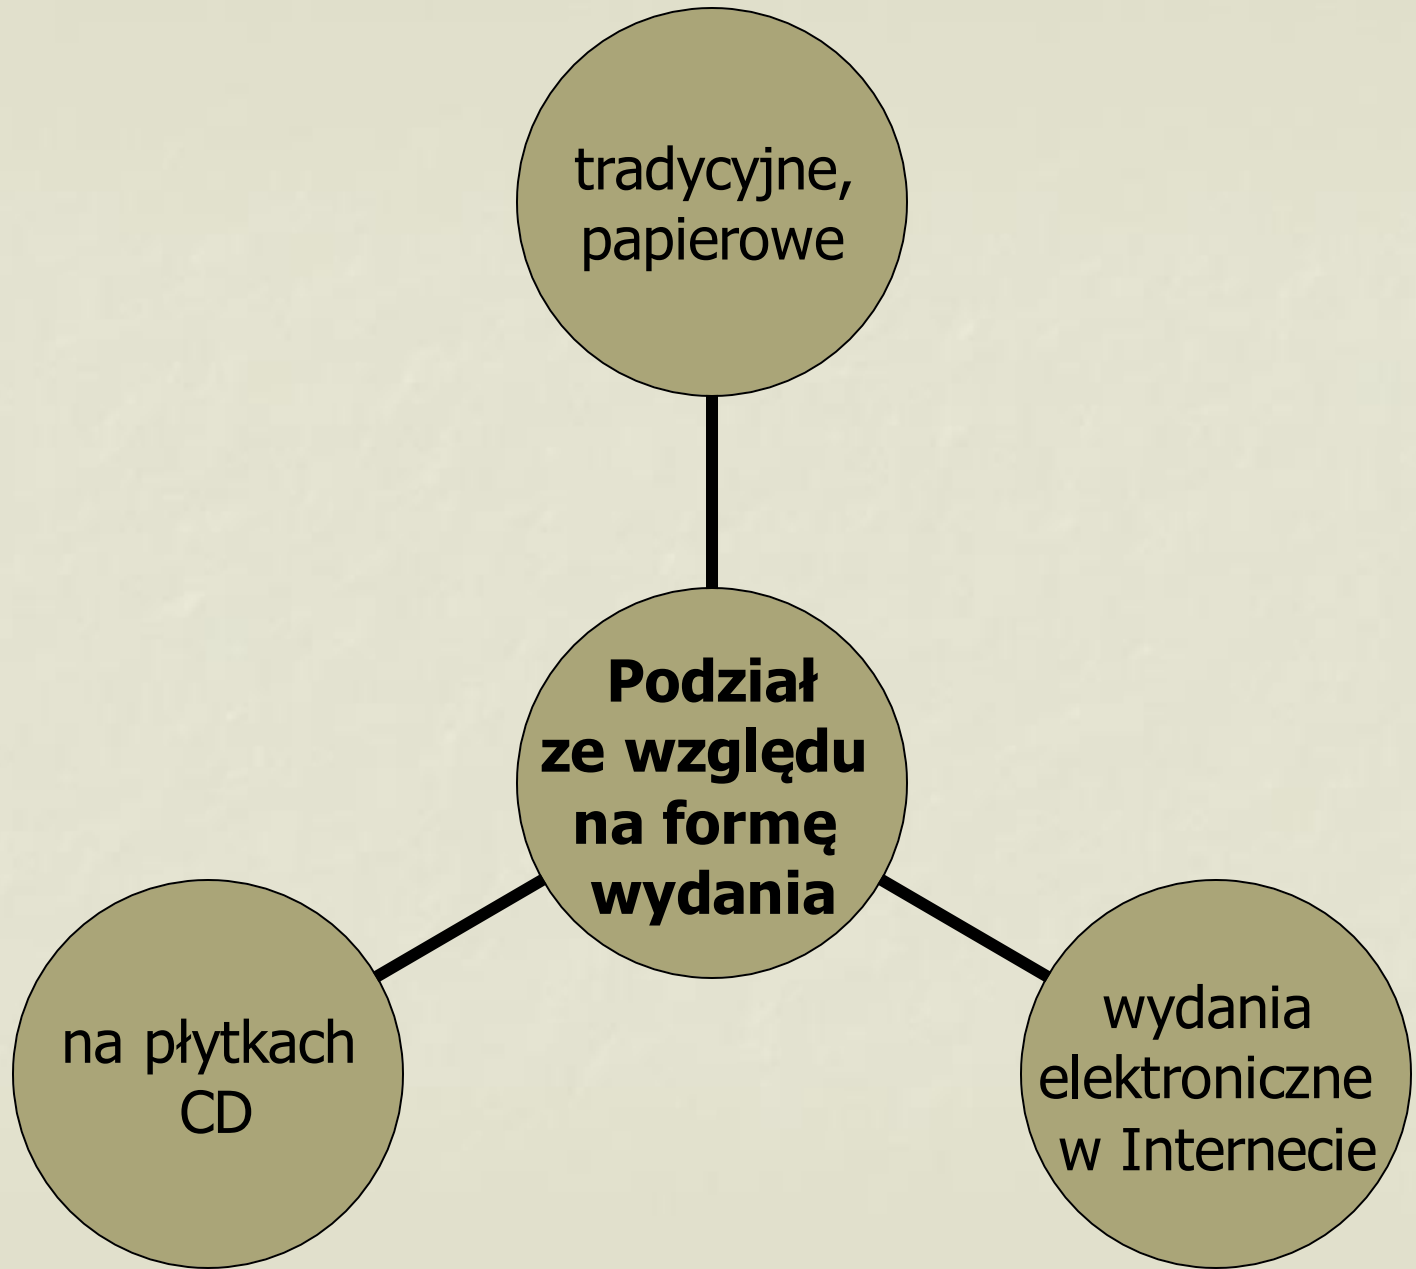 tradycyjne,
papierowe
Podział
ze względu
na formę
wydania
na płytkach
CD
wydania
elektroniczne
w Internecie